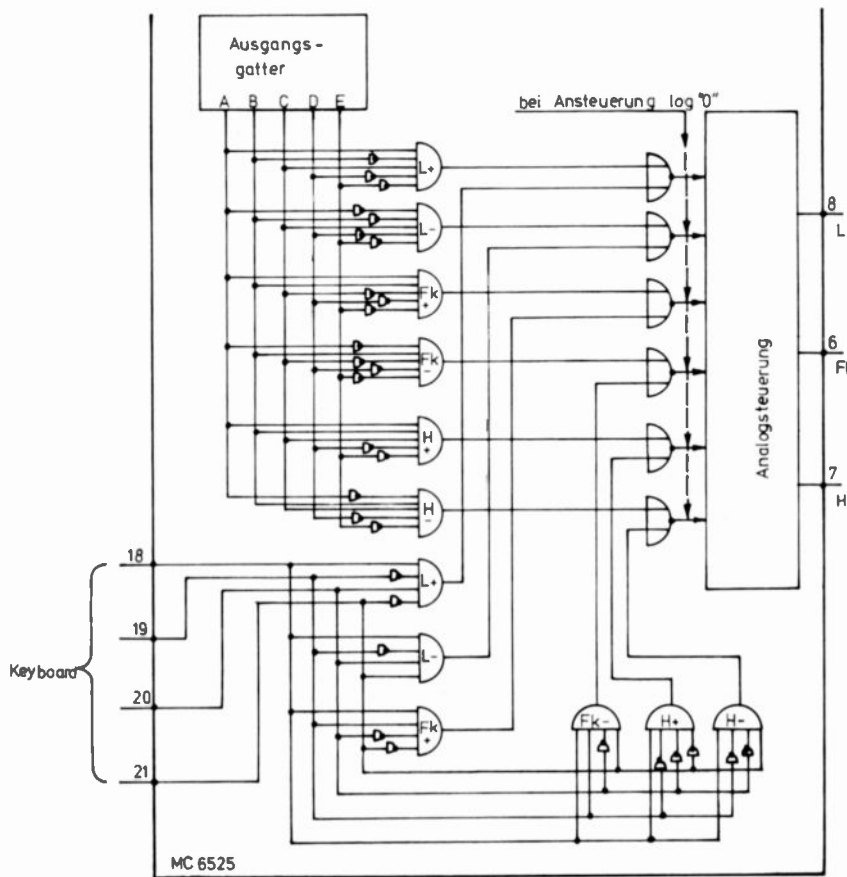 Ausgangs-
gatter
A B C D E
bei Ansteuerung log "0"
L+
L-
Fk
+
Fk
-
H
+
H
-
Analogsteuerung
8
L
6
7
H
18
L+
19
L-
Keyboard
20
Fk
+
21
Fk-
H+
H-
MC 6525